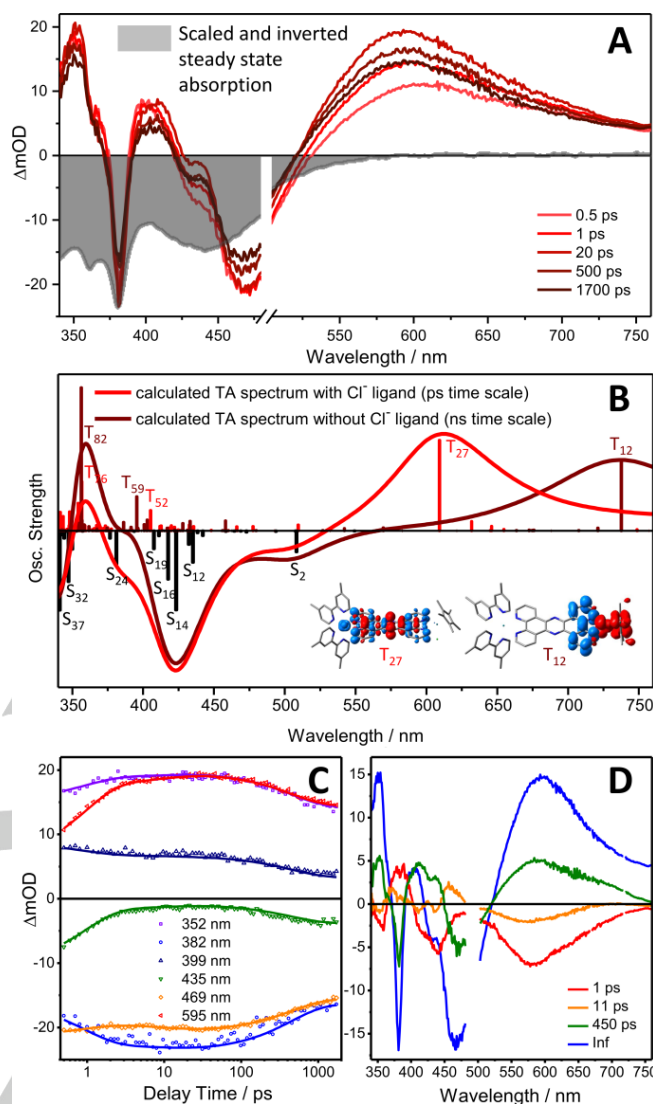 A
Scaled and inverted
steady state
absorption
20
10
0
-10
-20
ΔmOD
0.5 ps
1 ps
20 ps
500 ps
1700 ps
350 400 450 550 600 650 700 750
Wavelength / nm
B
calculated TA spectrum with Cl⁻ ligand (ps time scale)
calculated TA spectrum without Cl⁻ ligand (ns time scale)
Osc. Strength
T82
T76
T59
T52
T27
T12
S37
S32
S24
S19
S16
S14
S12
S2
T27
T12
350 400 450 500 550 600 650 700 750
Wavelength / nm
C
20
10
0
-10
-20
ΔmOD
352 nm
382 nm
399 nm
435 nm
469 nm
595 nm
1 10 100 1000
Delay Time / ps
D
15
10
5
0
-5
-10
-15
1 ps
11 ps
450 ps
Inf
350 400 450 500 550 600 650 700 750
Wavelength / nm